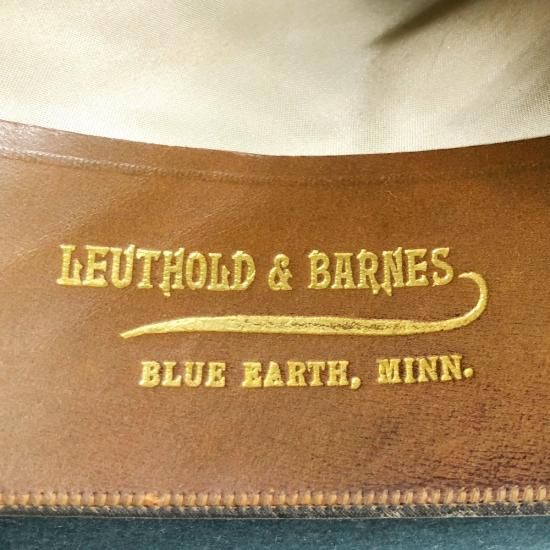 LEUTHOLD & BARNES
BLUE EARTH, MINN.